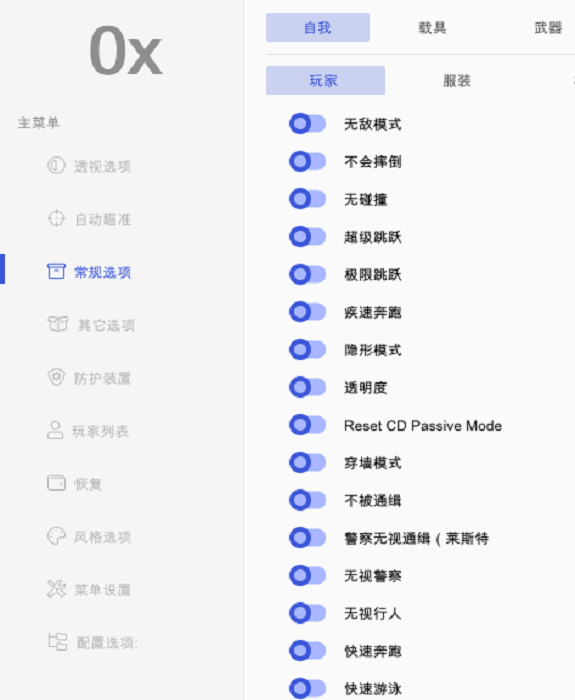 0x
主菜单
透视选项
自动瞄准
常规选项
其它选项
防护装置
玩家列表
恢复
风格选项
菜单设置
配置选项:
自我 载具 武器
玩家 服装
无敌模式
不会摔倒
无碰撞
超级跳跃
极限跳跃
疾速奔跑
隐形模式
透明度
Reset CD Passive Mode
穿墙模式
不被通缉
警察无视通缉 ( 莱斯特
无视警察
无视行人
快速奔跑
快速游泳